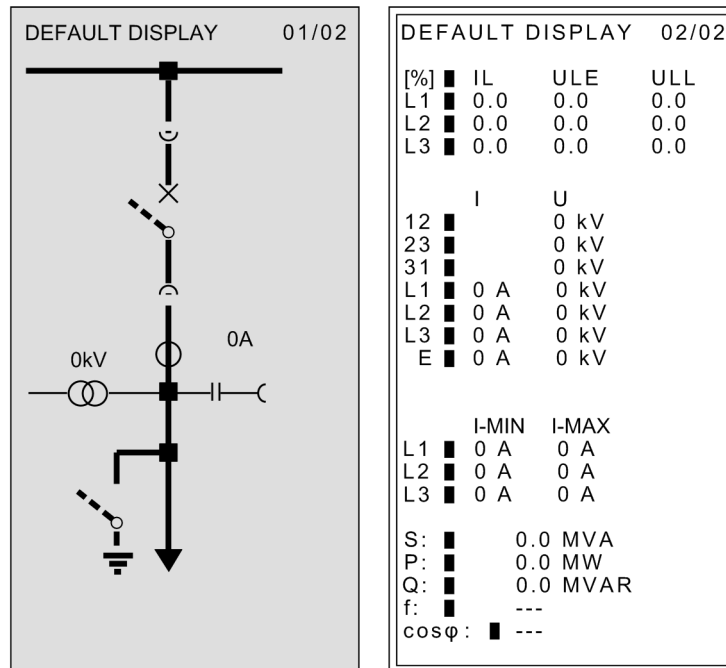 DEFAULT DISPLAY 01/02
0A
0kV
DEFAULT DISPLAY 02/02
[%] IL ULE ULL
L1 0.0 0.0 0.0
L2 0.0 0.0 0.0
L3 0.0 0.0 0.0
I U
12 0 kV
23 0 kV
31 0 kV
L1 0 A 0 kV
L2 0 A 0 kV
L3 0 A 0 kV
E 0 A 0 kV
I-MIN I-MAX
L1 0 A 0 A
L2 0 A 0 A
L3 0 A 0 A
S: 0.0 MVA
P: 0.0 MW
Q: 0.0 MVAR
f: ---
cosφ: ---